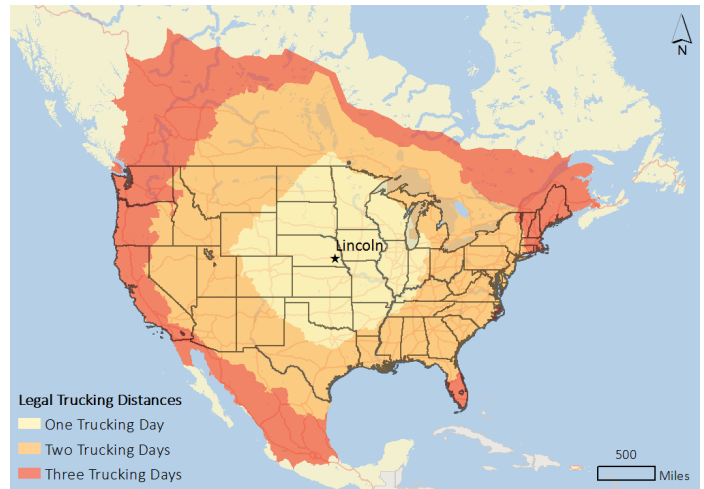 N
Lincoln
Legal Trucking Distances
One Trucking Day
Two Trucking Days
Three Trucking Days
500
Miles